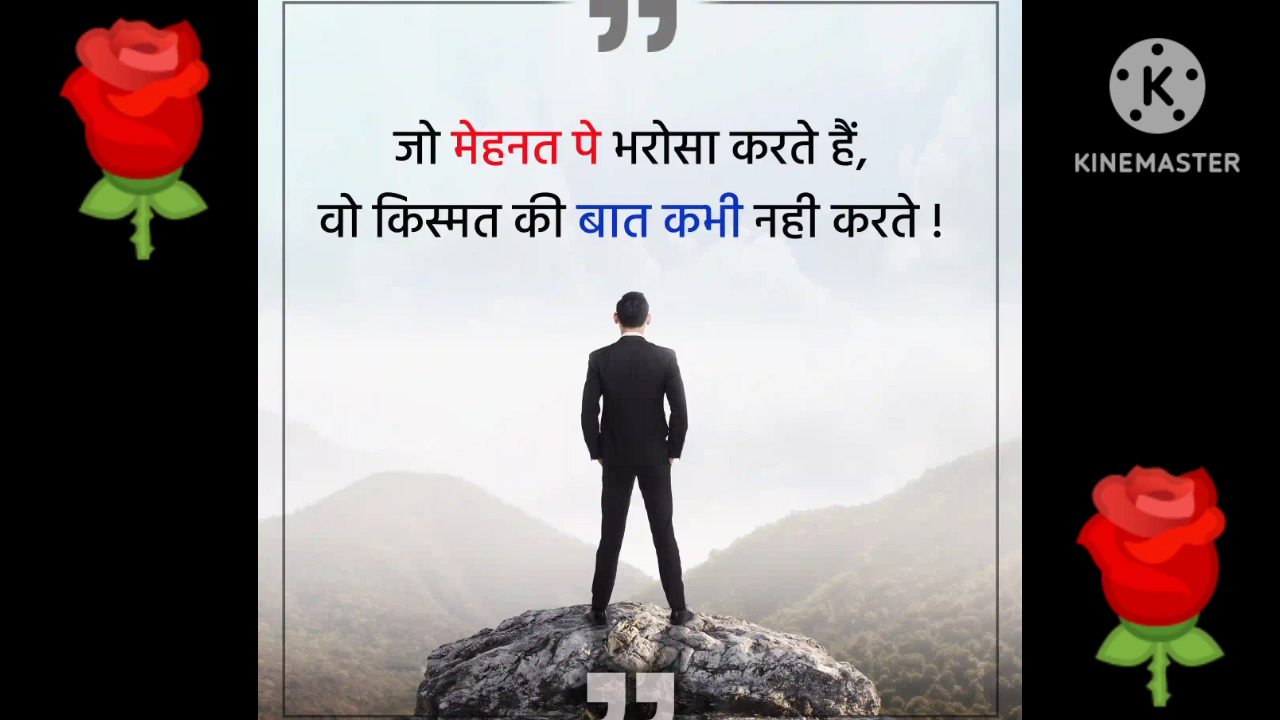 जो मेहनत पे भरोसा करते हैं,
वो किस्मत की बात कभी नही करते !
KINEMASTER